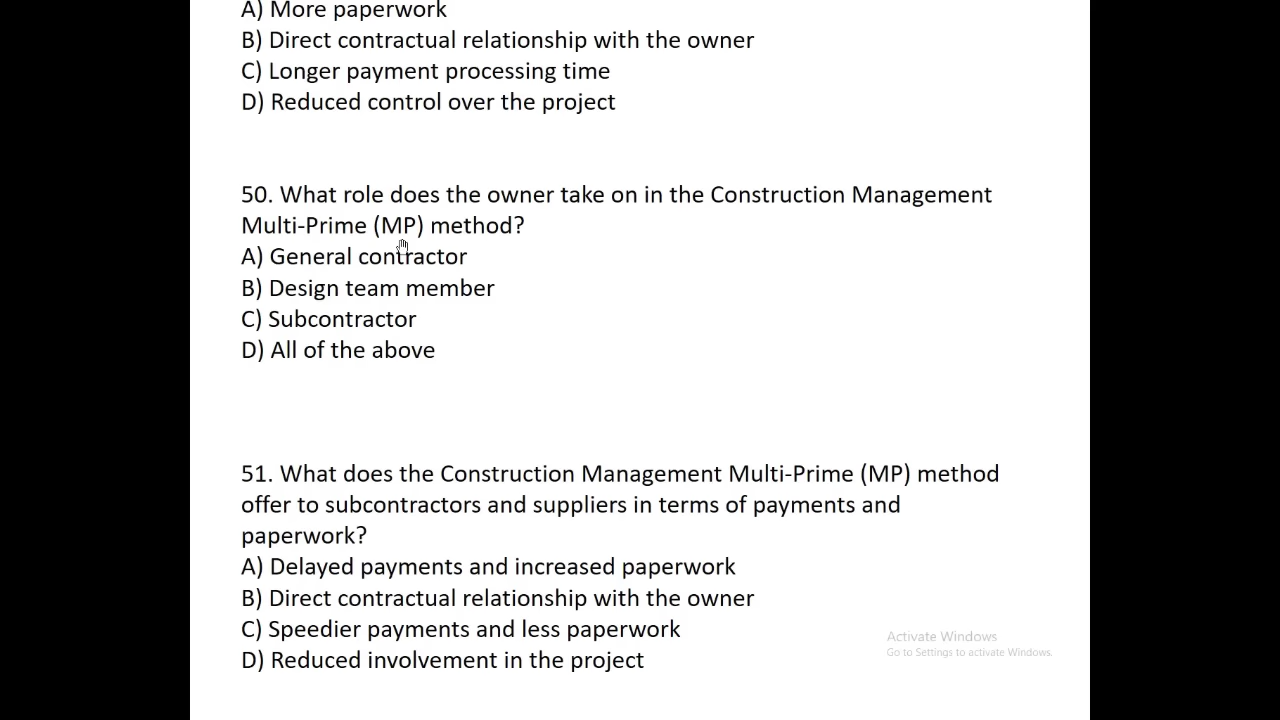 A) More paperwork
B) Direct contractual relationship with the owner
C) Longer payment processing time
D) Reduced control over the project
50. What role does the owner take on in the Construction Management
Multi-Prime (MP) method?
A) General contractor
B) Design team member
C) Subcontractor
D) All of the above
51. What does the Construction Management Multi-Prime (MP) method
offer to subcontractors and suppliers in terms of payments and
paperwork?
A) Delayed payments and increased paperwork
B) Direct contractual relationship with the owner
C) Speedier payments and less paperwork
D) Reduced involvement in the project
Activate Windows
Go to Settings to activate Windows.